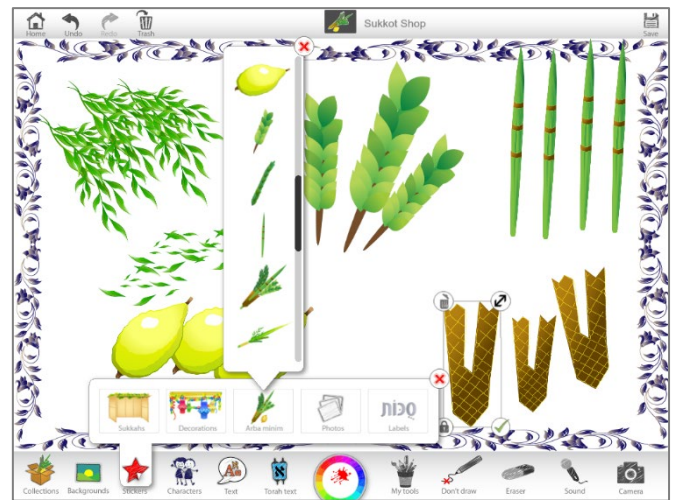 Sukkot Shop
Home Undo Redo Trash Save
Sukkahs Decorations Arba minim Photos Labels
סֻכּוֹת
Collections Backgrounds Stickers Characters Text Torah text My tools Don't draw Eraser Sound Camera